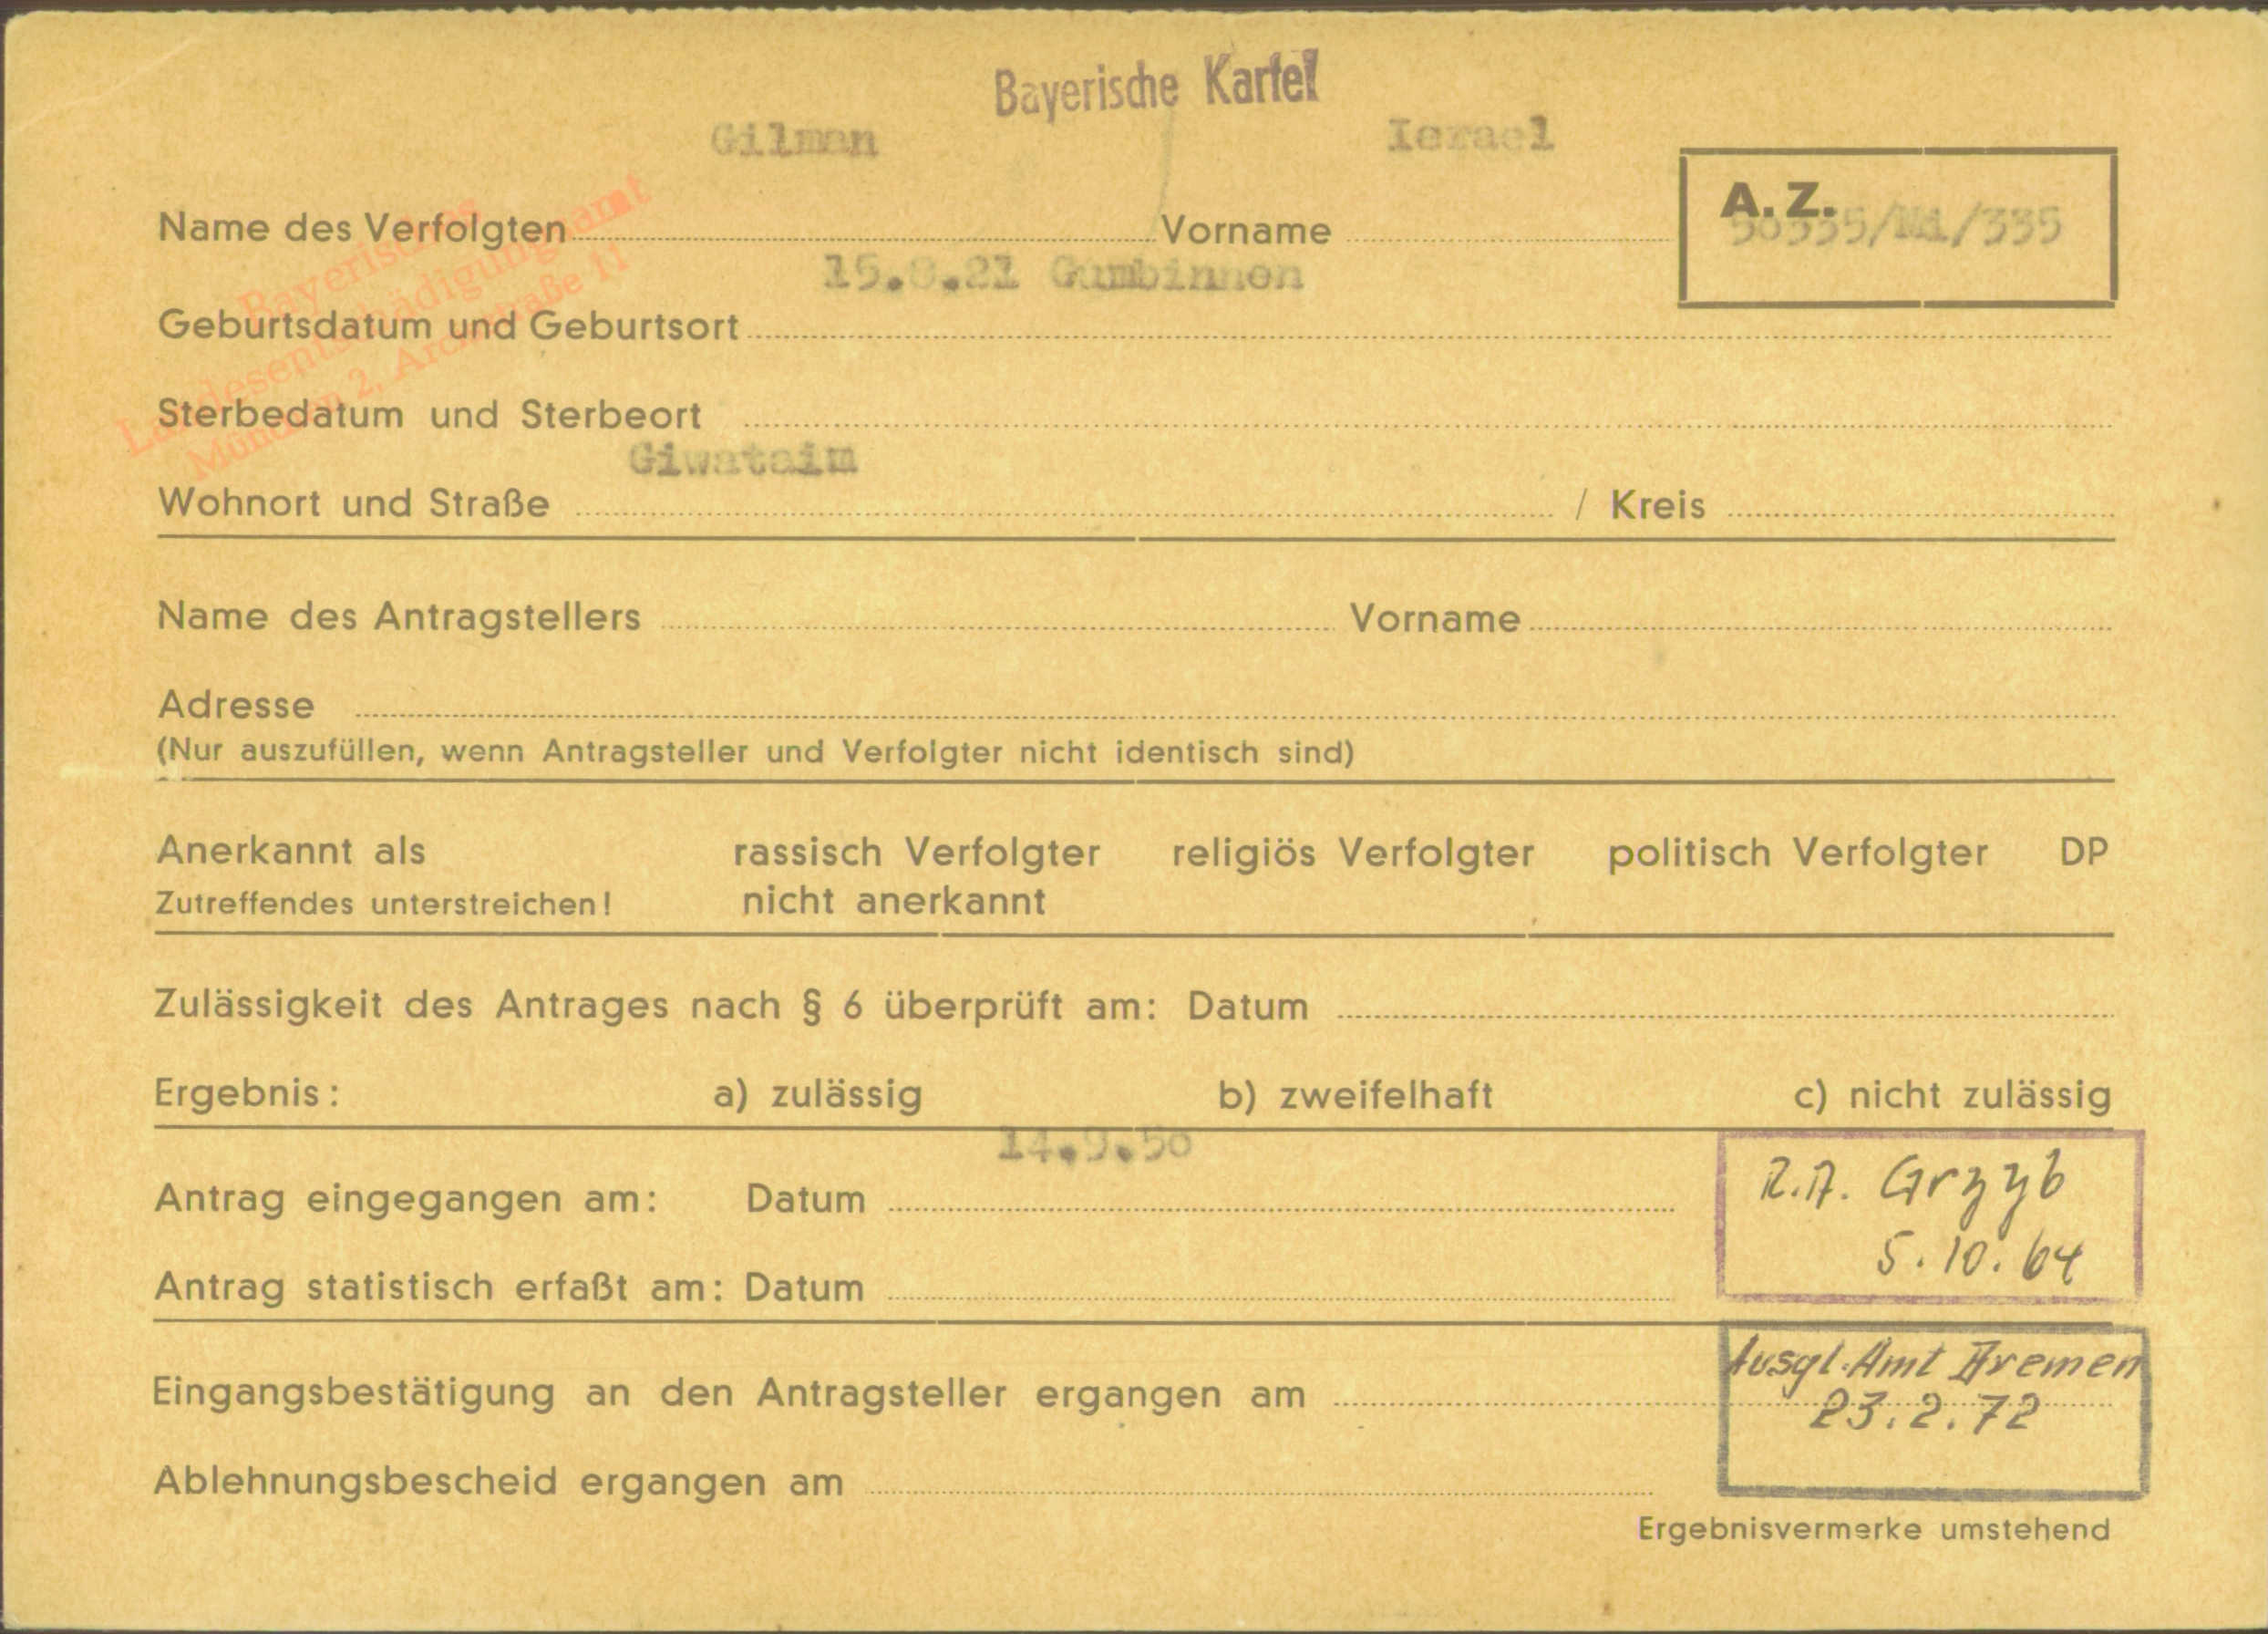 Bayerische Kartei
Gilman Israel
A. Z.
50335/Mi/335
Bayerisches
Landesentschädigungsamt
München 2, Arcisstraße 11
Name des Verfolgten Vorname
15.8.21 Gumbinnen
Geburtsdatum und Geburtsort
Sterbedatum und Sterbeort
Giwataim
Wohnort und Straße / Kreis
Name des Antragstellers Vorname
Adresse
(Nur auszufüllen, wenn Antragsteller und Verfolgter nicht identisch sind)
Anerkannt als rassisch Verfolgter religiös Verfolgter politisch Verfolgter DP
Zutreffendes unterstreichen! nicht anerkannt
Zulässigkeit des Antrages nach § 6 überprüft am: Datum
Ergebnis: a) zulässig b) zweifelhaft c) nicht zulässig
14.9.50
Antrag eingegangen am: Datum
R.A. Grzyb
5.10.64
Antrag statistisch erfaßt am: Datum
Ausgl.Amt Bremen
23.2.72
Eingangsbestätigung an den Antragsteller ergangen am
Ablehnungsbescheid ergangen am
Ergebnisvermerke umstehend